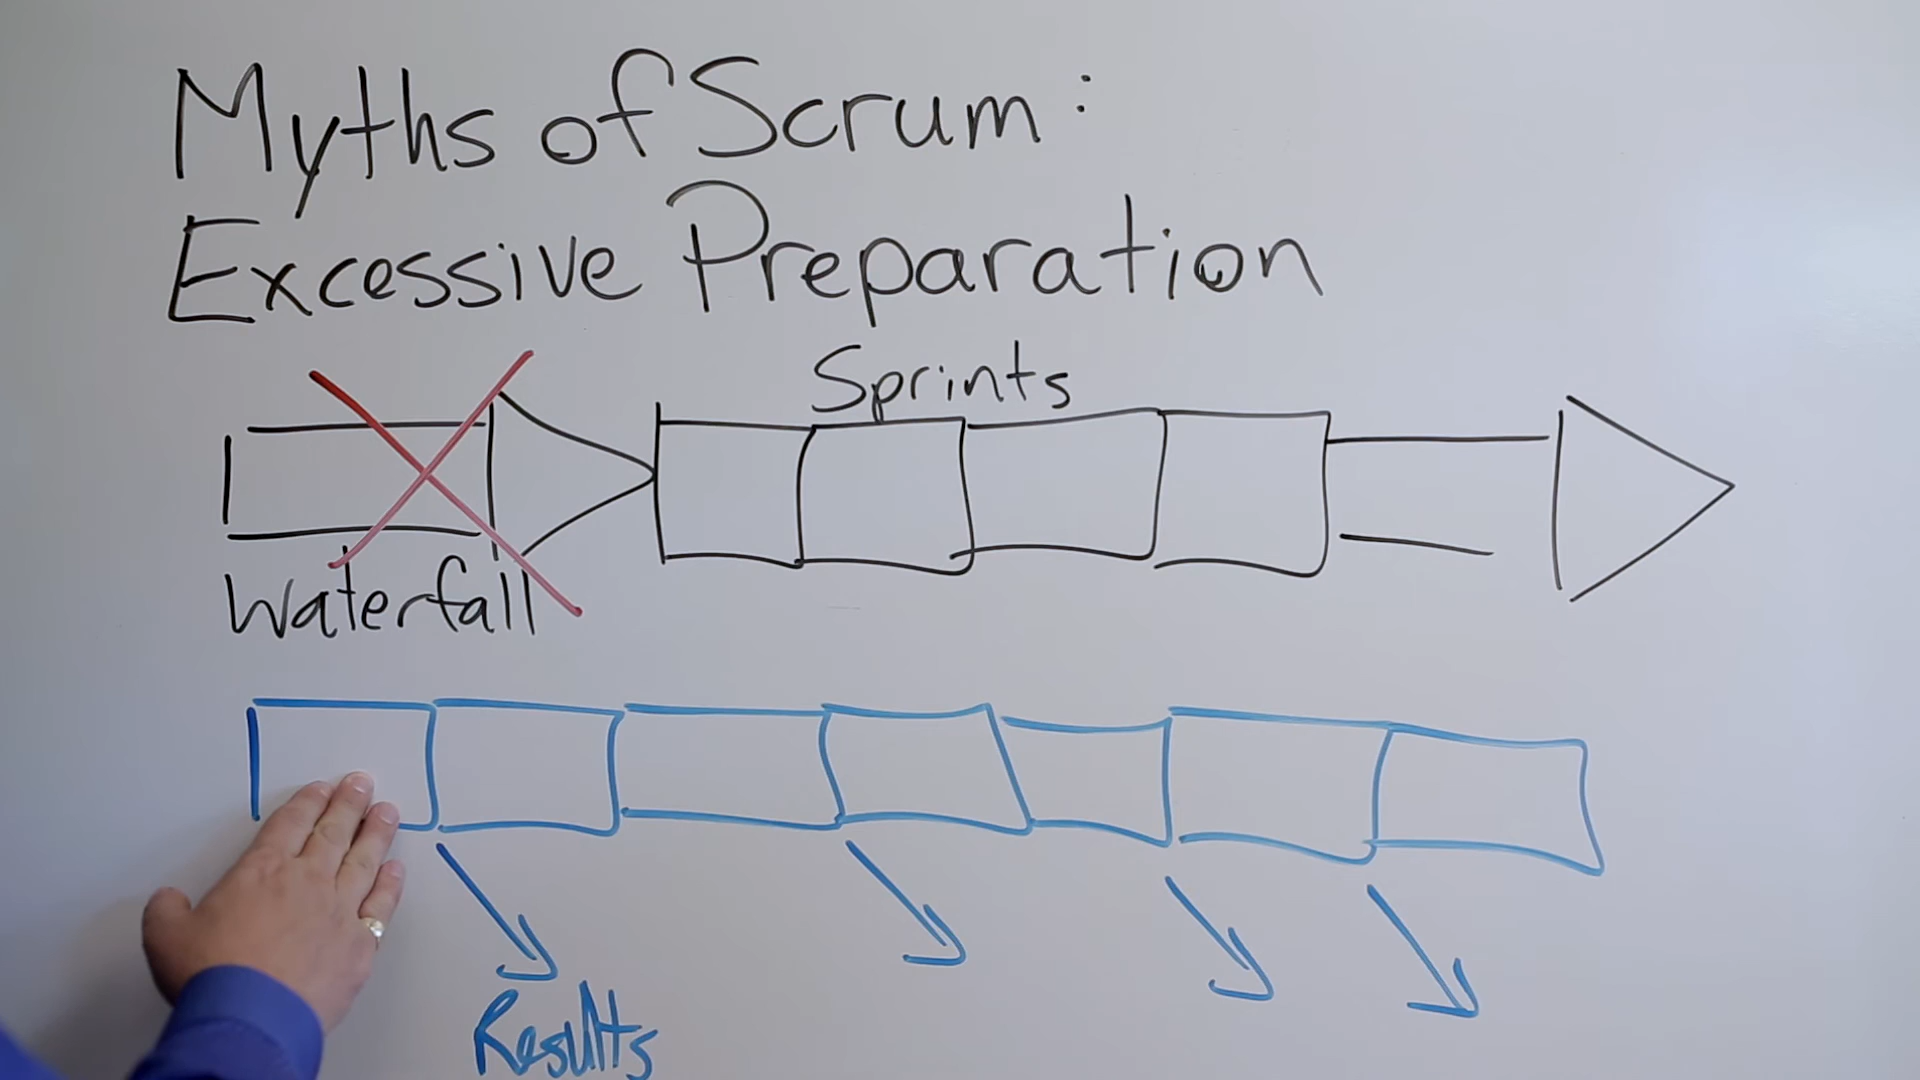 Myths of Scrum:
Excessive Preparation
Sprints
Waterfall
Results